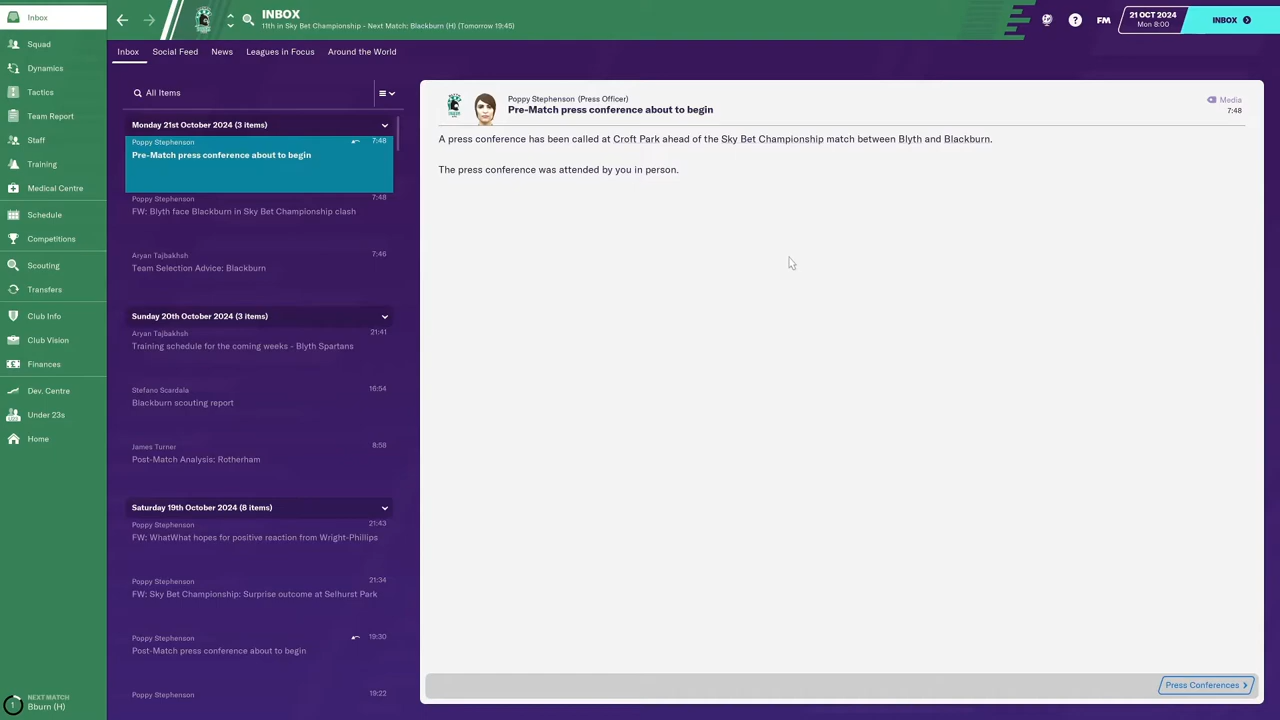 Inbox
Squad
Dynamics
Tactics
Team Report
Staff
Training
Medical Centre
Schedule
Competitions
Scouting
Transfers
Club Info
Club Vision
Finances
Dev. Centre
Under 23s
Home
1
NEXT MATCH
Bburn (H)
INBOX
11th in Sky Bet Championship - Next Match: Blackburn (H) (Tomorrow 19:45)
?
FM
21 OCT 2024
Mon 8:00
INBOX
Inbox
Social Feed
News
Leagues in Focus
Around the World
All Items
Monday 21st October 2024 (3 items)
Poppy Stephenson 7:48
Pre-Match press conference about to begin
Poppy Stephenson 7:48
FW: Blyth face Blackburn in Sky Bet Championship clash
Aryan Tajbakhsh 7:46
Team Selection Advice: Blackburn
Sunday 20th October 2024 (3 items)
Aryan Tajbakhsh 21:41
Training schedule for the coming weeks - Blyth Spartans
Stefano Scardala 16:54
Blackburn scouting report
James Turner 8:58
Post-Match Analysis: Rotherham
Saturday 19th October 2024 (8 items)
Poppy Stephenson 21:43
FW: WhatWhat hopes for positive reaction from Wright-Phillips
Poppy Stephenson 21:34
FW: Sky Bet Championship: Surprise outcome at Selhurst Park
Poppy Stephenson 19:30
Post-Match press conference about to begin
Poppy Stephenson 19:22
Poppy Stephenson (Press Officer)
Pre-Match press conference about to begin
Media
7:48
A press conference has been called at Croft Park ahead of the Sky Bet Championship match between Blyth and Blackburn.
The press conference was attended by you in person.
Press Conferences